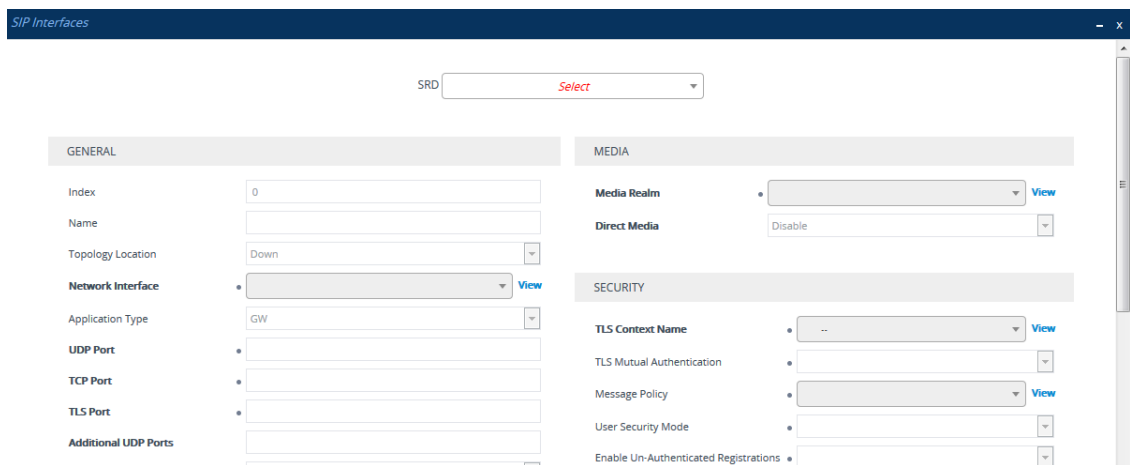 SIP Interfaces
SRD Select
GENERAL
Index 0
Name
Topology Location Down
Network Interface View
Application Type GW
UDP Port
TCP Port
TLS Port
Additional UDP Ports
MEDIA
Media Realm View
Direct Media Disable
SECURITY
TLS Context Name -- View
TLS Mutual Authentication
Message Policy View
User Security Mode
Enable Un-Authenticated Registrations